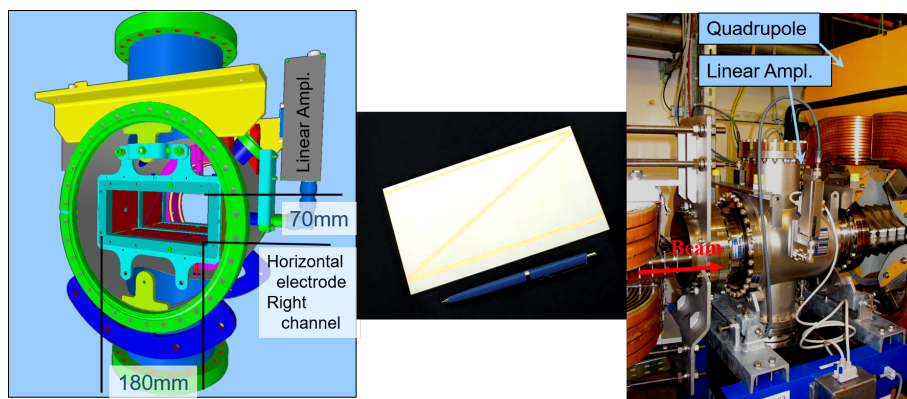 Linear Ampl.
70mm
Horizontal
electrode
Right
channel
180mm
Quadrupole
Linear Ampl.
Beam